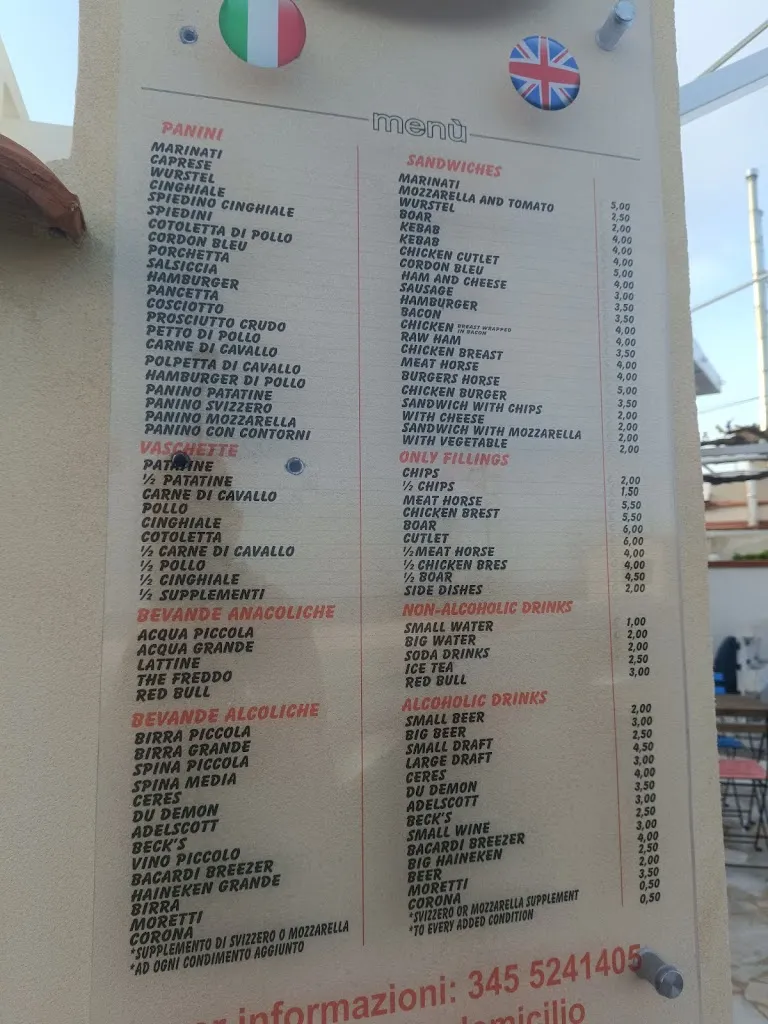 menù
PANINI
MARINATI
CAPRESE
WURSTEL
CINGHIALE
SPIEDINO CINGHIALE
SPIEDINI
COTOLETTA DI POLLO
CORDON BLEU
PORCHETTA
SALSICCIA
HAMBURGER
PANCETTA
COSCIOTTO
PROSCIUTTO CRUDO
PETTO DI POLLO
CARNE DI CAVALLO
POLPETTA DI CAVALLO
HAMBURGER DI POLLO
PANINO PATATINE
PANINO SVIZZERO
PANINO MOZZARELLA
PANINO CON CONTORNI
VASCHETTE
PATATINE
½ PATATINE
CARNE DI CAVALLO
POLLO
CINGHIALE
COTOLETTA
½ CARNE DI CAVALLO
½ POLLO
½ CINGHIALE
½ SUPPLEMENTI
BEVANDE ANACOLICHE
ACQUA PICCOLA
ACQUA GRANDE
LATTINE
THE FREDDO
RED BULL
BEVANDE ALCOLICHE
BIRRA PICCOLA
BIRRA GRANDE
SPINA PICCOLA
SPINA MEDIA
CERES
DU DEMON
ADELSCOTT
BECK'S
VINO PICCOLO
BACARDI BREEZER
HAINEKEN GRANDE
BIRRA
MORETTI
CORONA
*SUPPLEMENTO DI SVIZZERO O MOZZARELLA
*AD OGNI CONDIMENTO AGGIUNTO
SANDWICHES
MARINATI
MOZZARELLA AND TOMATO
WURSTEL
BOAR
KEBAB
KEBAB
CHICKEN CUTLET
CORDON BLEU
HAM AND CHEESE
SAUSAGE
HAMBURGER
BACON
CHICKEN BREAST WRAPPED IN BACON
RAW HAM
CHICKEN BREAST
MEAT HORSE
BURGERS HORSE
CHICKEN BURGER
SANDWICH WITH CHIPS
WITH CHEESE
SANDWICH WITH MOZZARELLA
WITH VEGETABLE
ONLY FILLINGS
CHIPS
½ CHIPS
MEAT HORSE
CHICKEN BREST
BOAR
CUTLET
½ MEAT HORSE
½ CHICKEN BRES
½ BOAR
SIDE DISHES
NON-ALCOHOLIC DRINKS
SMALL WATER
BIG WATER
SODA DRINKS
ICE TEA
RED BULL
ALCOHOLIC DRINKS
SMALL BEER
BIG BEER
SMALL DRAFT
LARGE DRAFT
CERES
DU DEMON
ADELSCOTT
BECK'S
SMALL WINE
BACARDI BREEZER
BIG HAINEKEN
BEER
MORETTI
CORONA
*SVIZZERO OR MOZZARELLA SUPPLEMENT
*TO EVERY ADDED CONDITION
5,00
2,50
2,00
4,00
4,00
5,00
4,00
3,00
3,50
3,50
4,00
4,00
3,50
4,00
4,00
5,00
3,50
2,00
2,00
2,00
2,00
2,00
1,50
5,50
5,50
6,00
6,00
4,00
4,00
4,50
2,00
1,00
2,00
2,00
2,50
3,00
2,00
3,00
2,50
4,50
3,00
4,00
3,50
3,00
2,50
3,00
4,00
2,50
2,00
3,50
0,50
0,50
informazioni: 345 5241405